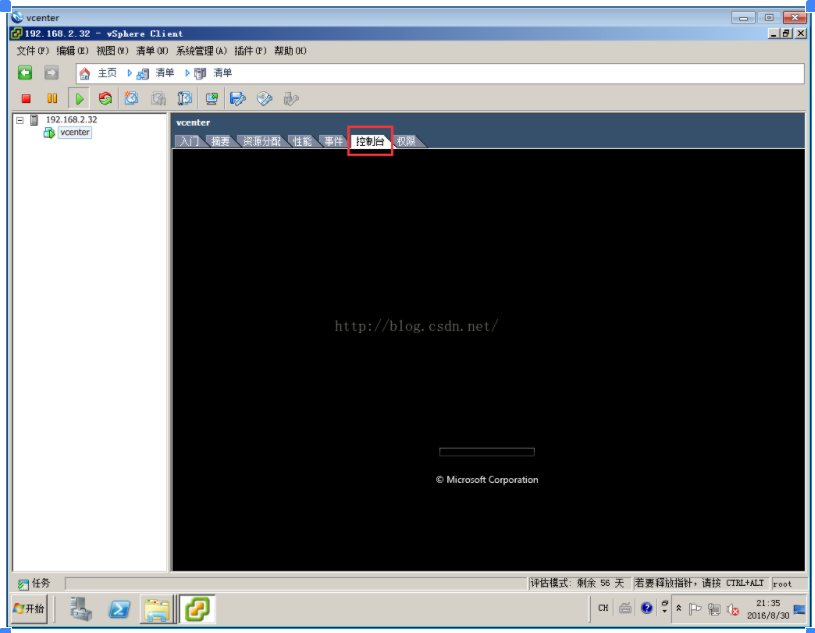 vcenter
192.168.2.32 - vSphere Client
文件(F) 编辑(E) 视图(V) 清单(N) 系统管理(A) 插件(P) 帮助(H)
主页 清单 清单
192.168.2.32
vcenter
vcenter
入门 摘要 资源分配 性能 事件 控制台 权限
http://blog.csdn.net/
© Microsoft Corporation
任务 评估模式: 剩余 56 天 若要释放指针,请按 CTRL+ALT root
开始 CH 21:35
2016/8/30